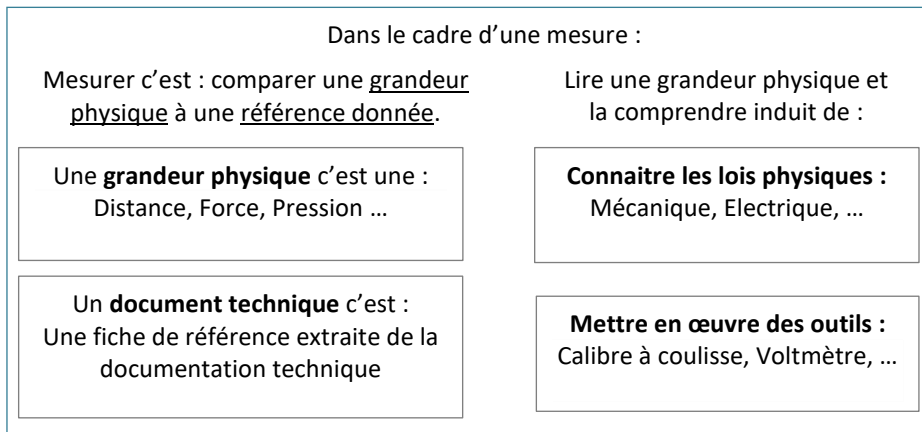 Dans le cadre d’une mesure :
Mesurer c’est : comparer une grandeur
physique à une référence donnée.
Une grandeur physique c’est une :
Distance, Force, Pression …
Un document technique c’est :
Une fiche de référence extraite de la
documentation technique
Lire une grandeur physique et
la comprendre induit de :
Connaitre les lois physiques :
Mécanique, Electrique, …
Mettre en œuvre des outils :
Calibre à coulisse, Voltmètre, …